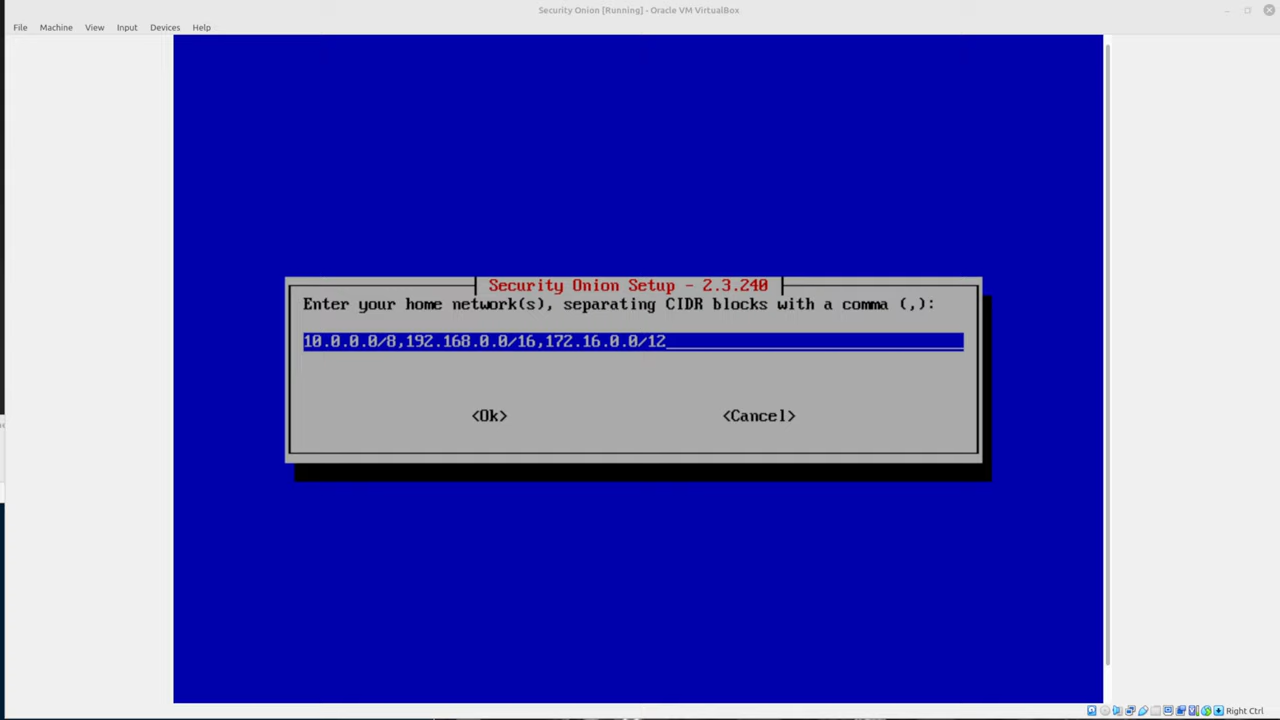 Security Onion [Running] - Oracle VM VirtualBox
File Machine View Input Devices Help
Security Onion Setup - 2.3.240
Enter your home network(s), separating CIDR blocks with a comma (,):
10.0.0.0/8,192.168.0.0/16,172.16.0.0/12
<Ok> <Cancel>
Right Ctrl